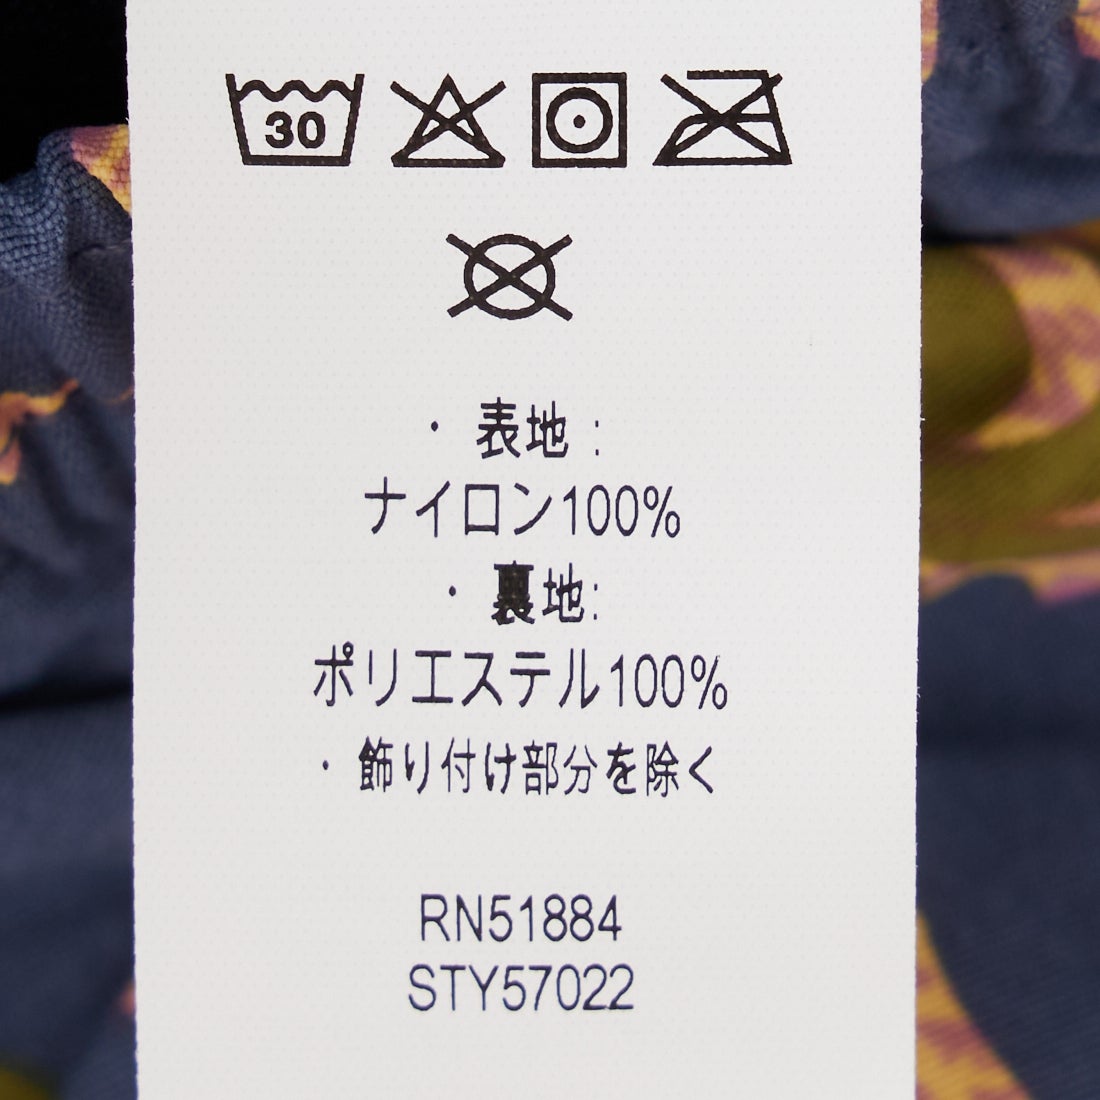 30
・ 表地 :
ナイロン100%
・ 裏地:
ポリエステル100%
・ 飾り付け部分を除く
RN51884
STY57022